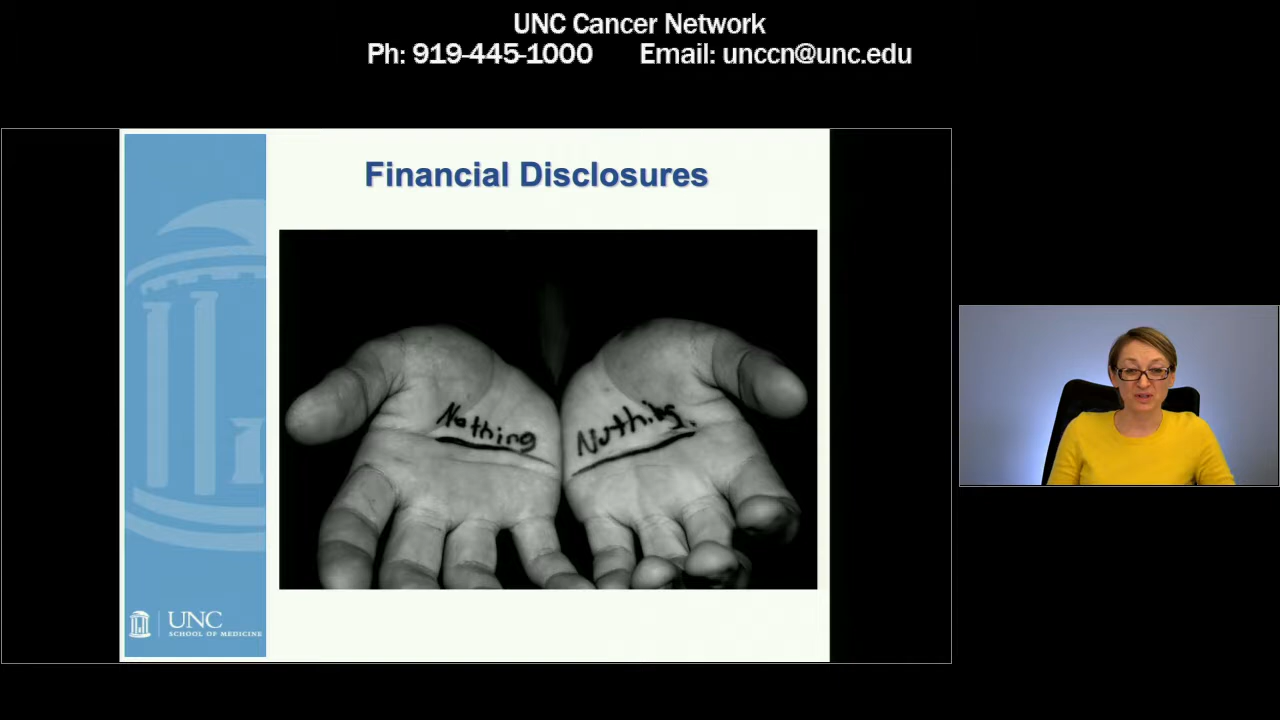 UNC Cancer Network
Ph: 919-445-1000 Email: unccn@unc.edu
Financial Disclosures
Nothing Nothing.
UNC
SCHOOL OF MEDICINE